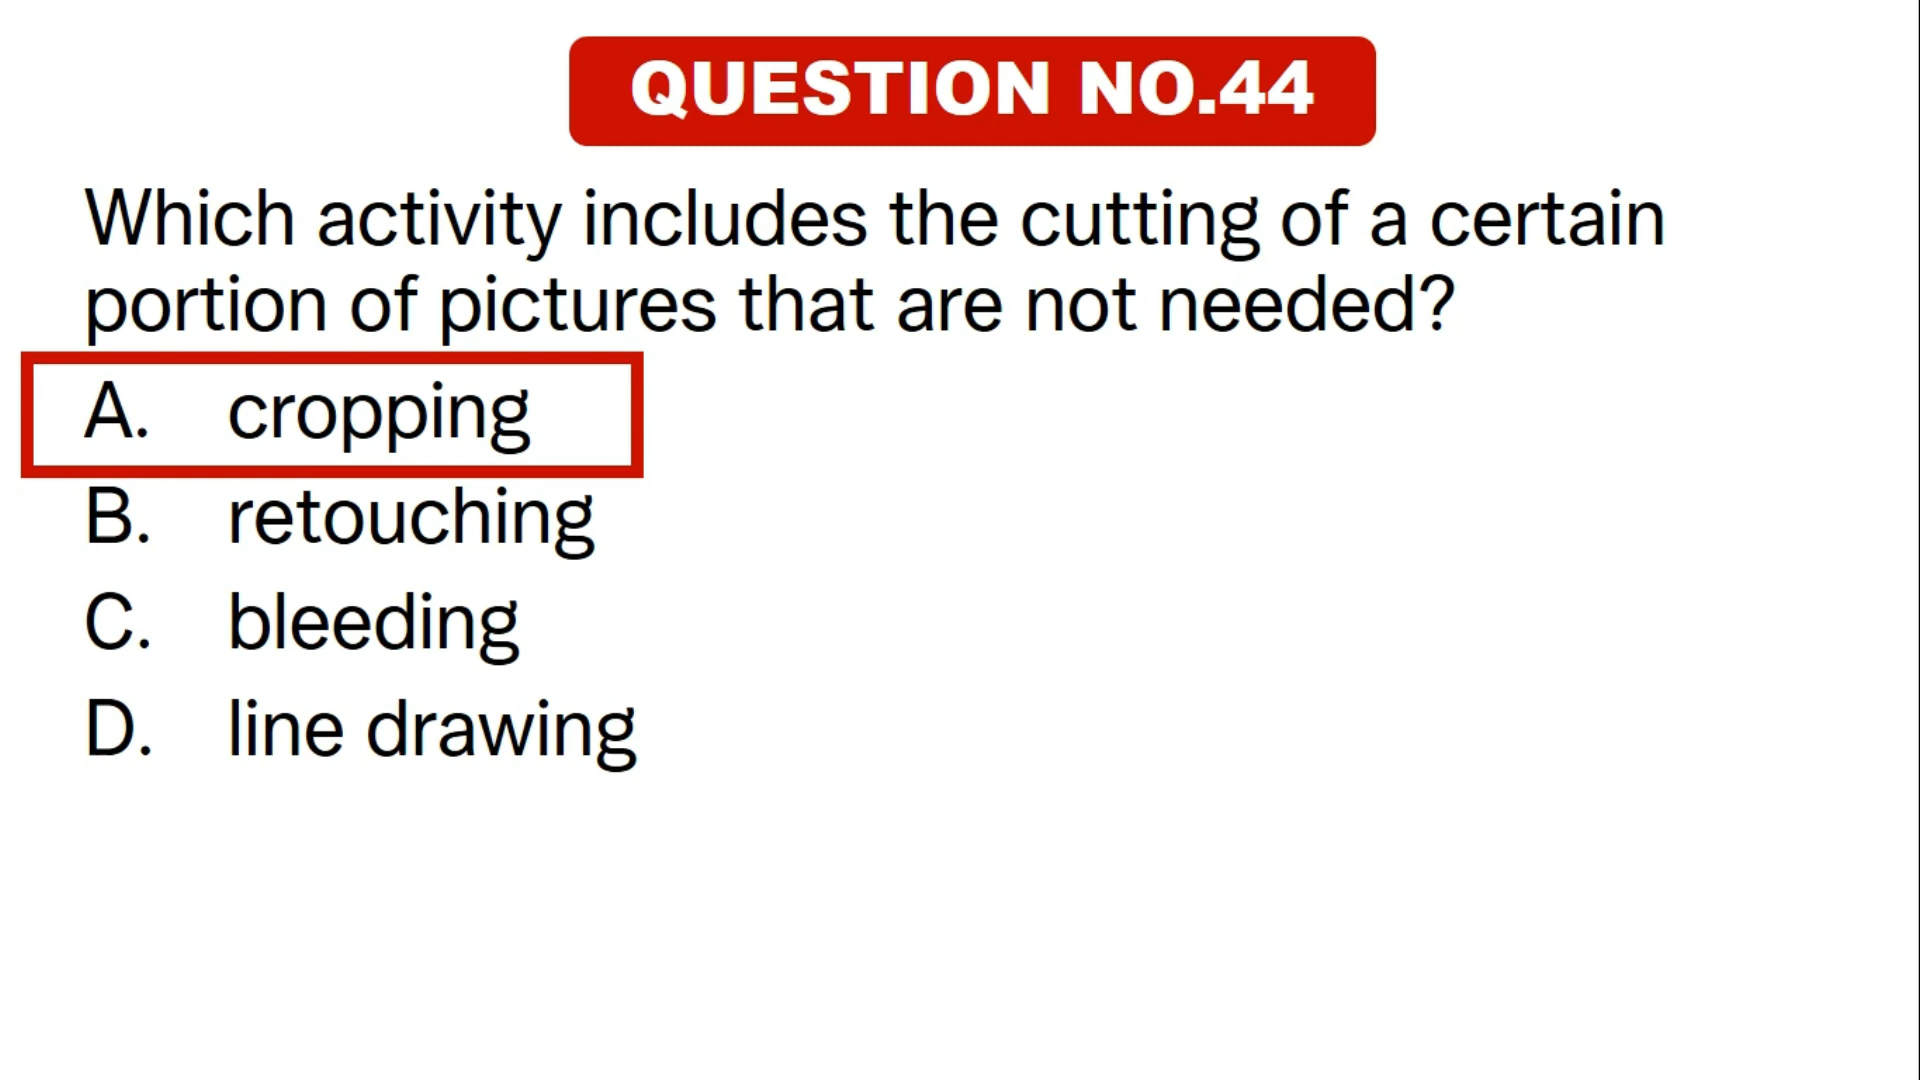 QUESTION NO.44
Which activity includes the cutting of a certain
portion of pictures that are not needed?
A. cropping
B. retouching
C. bleeding
D. line drawing